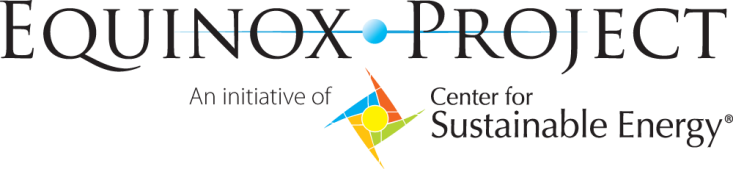 EQUINOX PROJECT
An initiative of
Center for
Sustainable Energy®